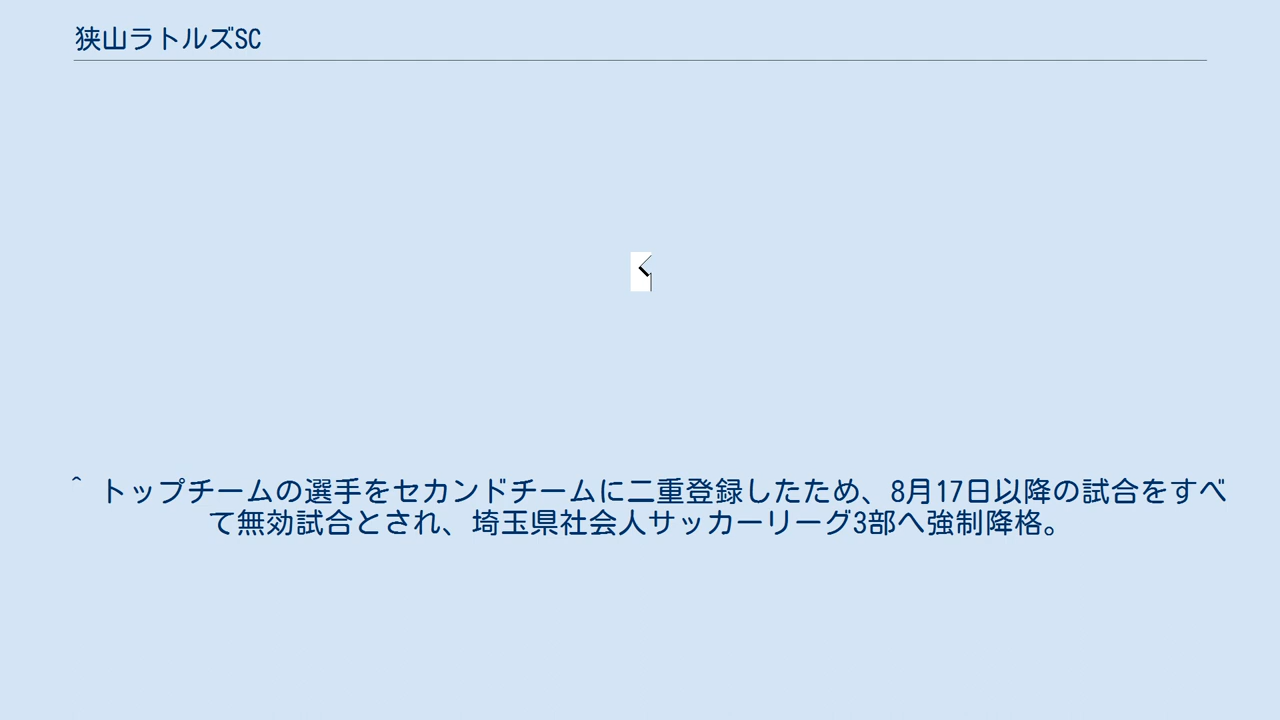 狭山ラトルズSC
^ トップチームの選手をセカンドチームに二重登録したため、8月17日以降の試合をすべ
て無効試合とされ、埼玉県社会人サッカーリーグ3部へ強制降格。